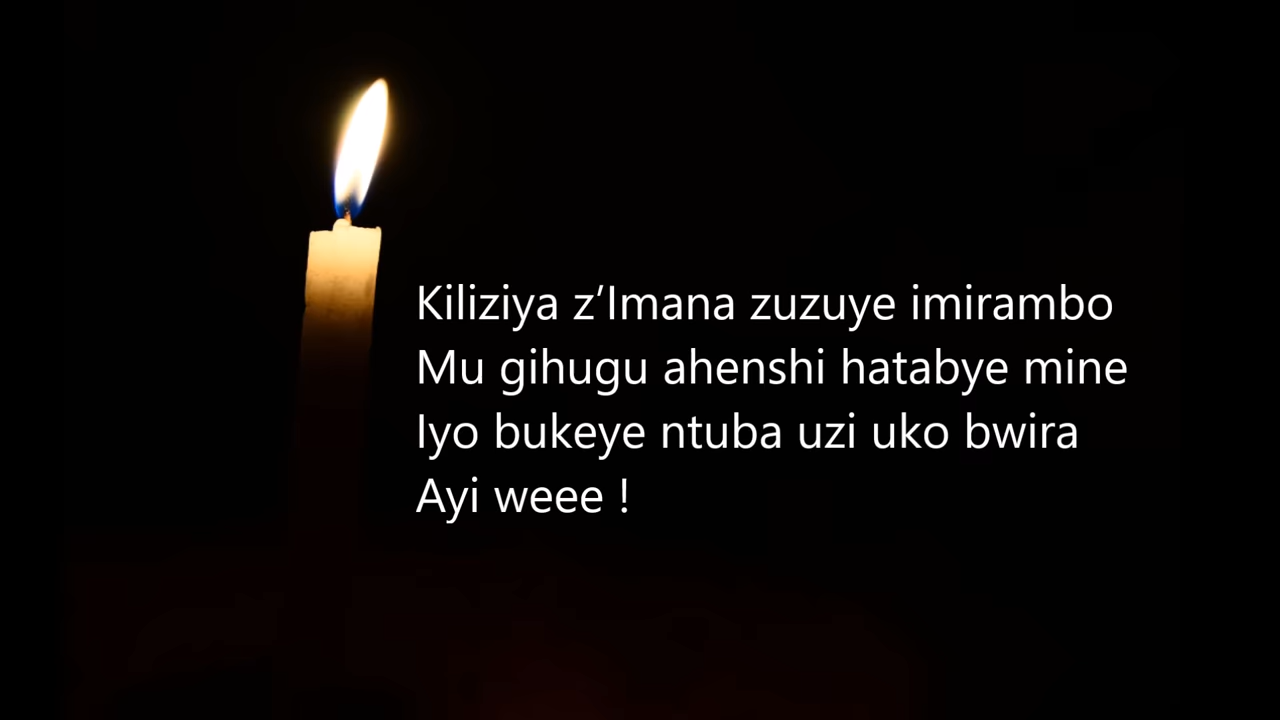 Kiliziya z’Imana zuzuye imirambo
Mu gihugu ahenshi hatabye mine
Iyo bukeye ntuba uzi uko bwira
Ayi weee !